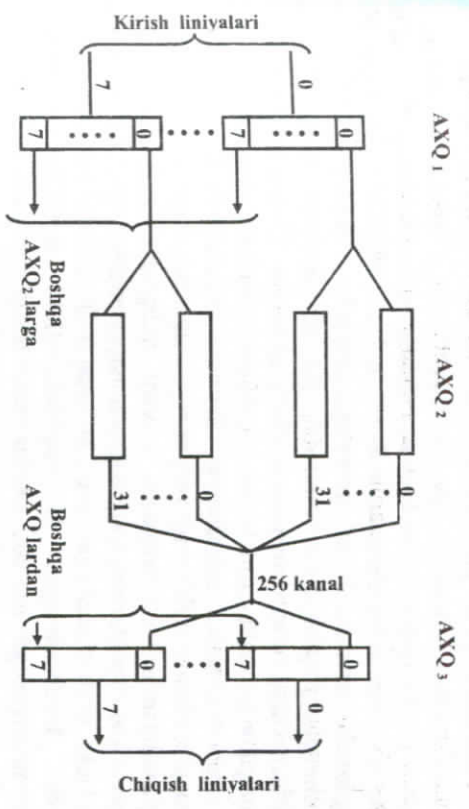 Kirish liniyalari
7
0
AXQ 1
7 .... 0 .... 7 .... 0
Boshqa
AXQ2 larga
AXQ 2
31 ..... 0
31 ..... 0
256 kanal
Boshqa
AXQ lardan
AXQ 3
7 0 .... 7 0
7
0
Chiqish liniyalari